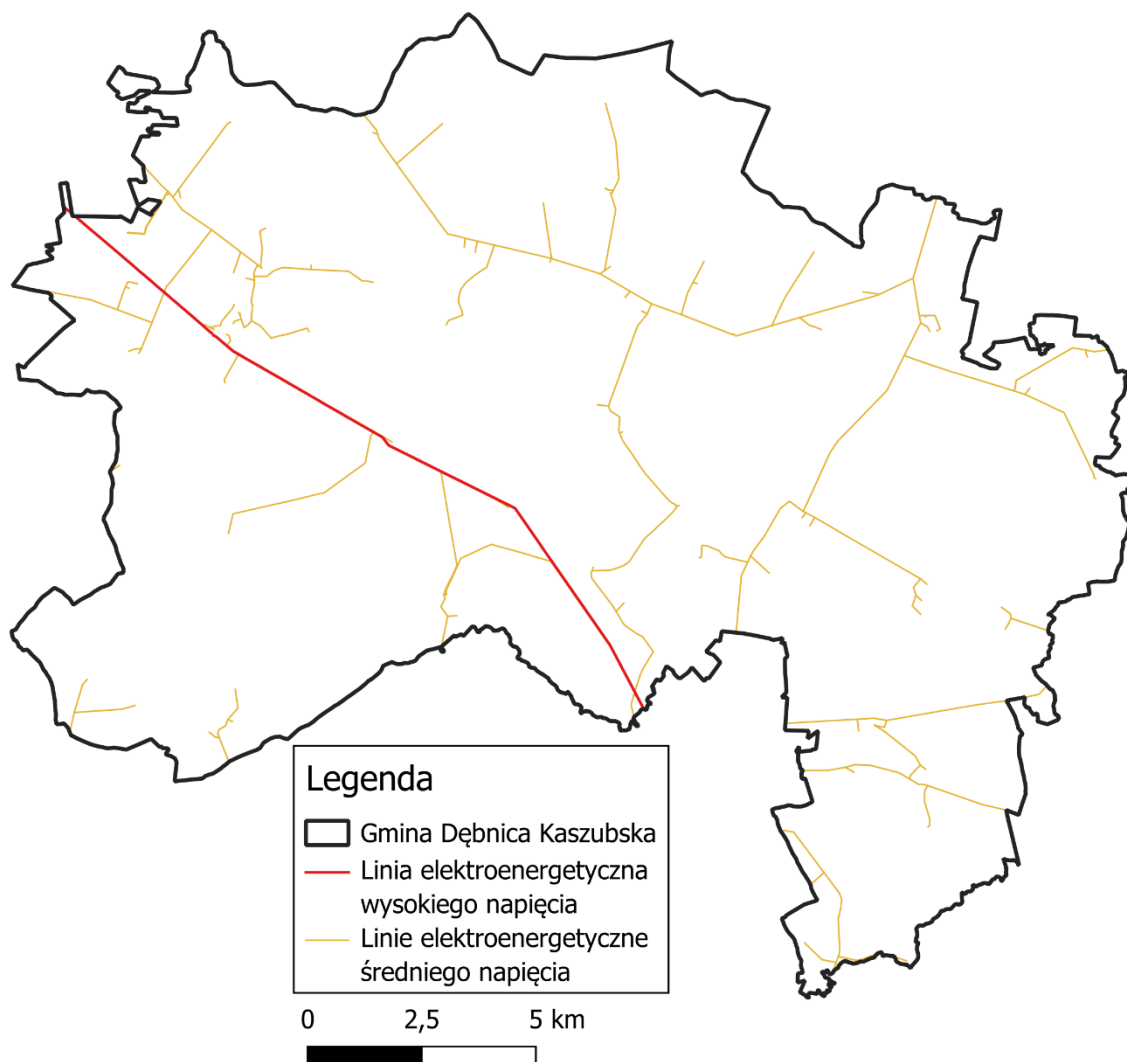 Legenda
Gmina Dębnica Kaszubska
Linia elektroenergetyczna
wysokiego napięcia
Linie elektroenergetyczne
średniego napięcia
0 2,5 5 km